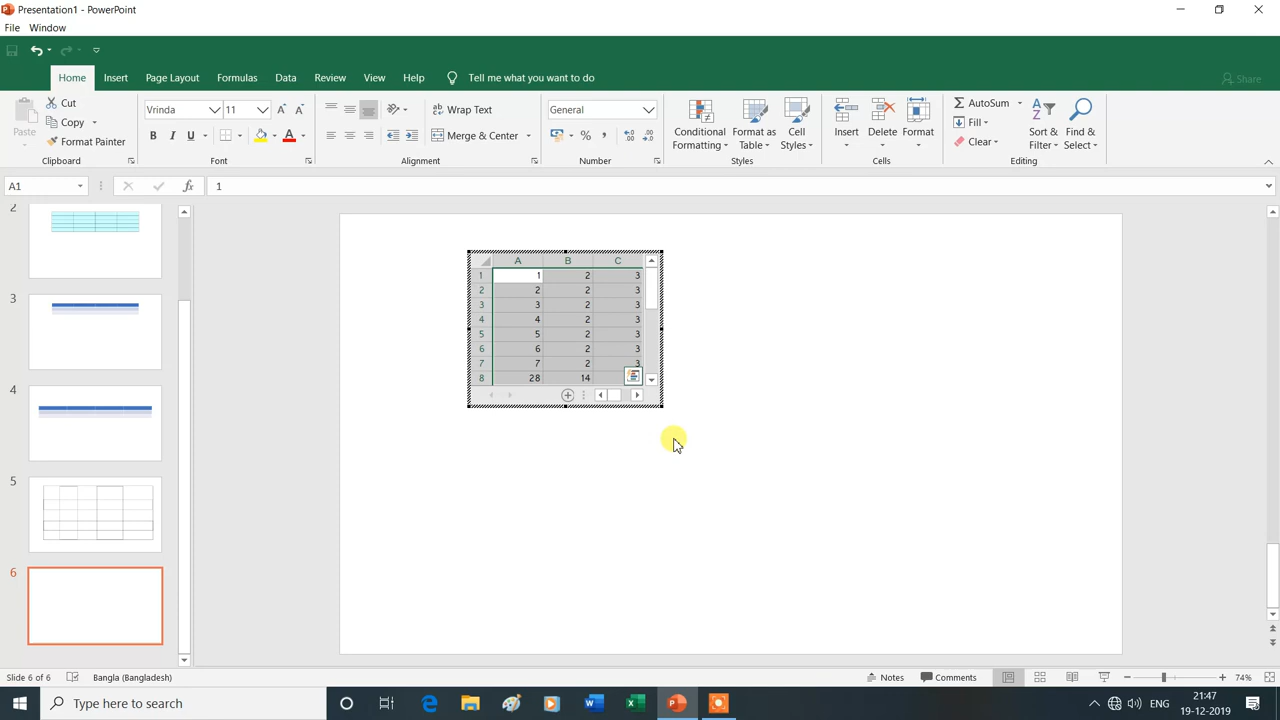 Presentation1 - PowerPoint
File Window
Home Insert Page Layout Formulas Data Review View Help Tell me what you want to do Share
Paste Cut Copy Format Painter Clipboard
Vrinda 11 A A B I U A Font
ab Wrap Text Merge & Center Alignment
General % , Number
Conditional Formatting Format as Table Cell Styles Styles
Insert Delete Format Cells
AutoSum Fill Clear Sort & Filter Find & Select Editing
A1 fx 1
A B C
1 1 2 3
2 2 2 3
3 3 2 3
4 4 2 3
5 5 2 3
6 6 2 3
7 7 2 3
8 28 14
2
3
4
5
6
Slide 6 of 6 Bangla (Bangladesh) Notes Comments 74%
Type here to search ENG 21:47
19-12-2019